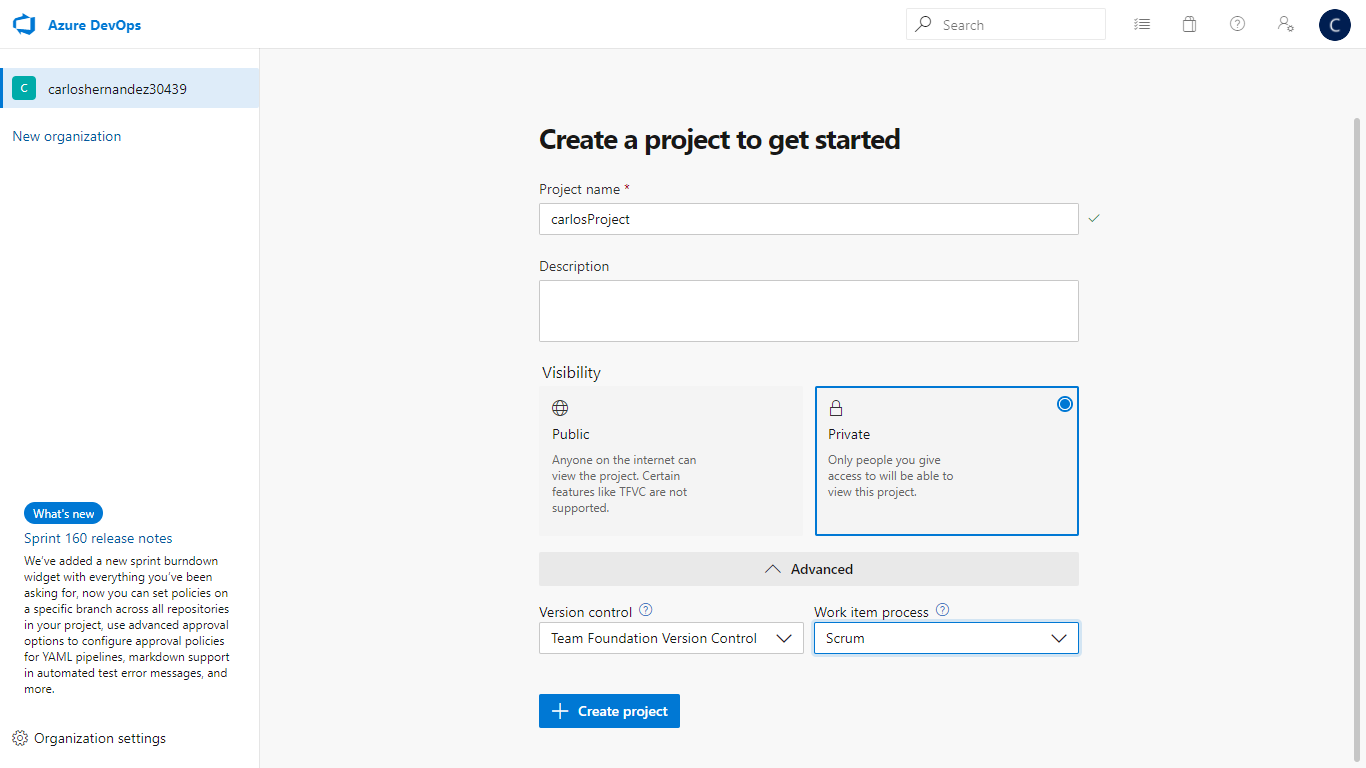 Azure DevOps
Search
C
C
carloshernandez30439
New organization
Create a project to get started
Project name *
carlosProject
Description
Visibility
Public
Anyone on the internet can
view the project. Certain
features like TFVC are not
supported.
Private
Only people you give
access to will be able to
view this project.
Advanced
Version control
Team Foundation Version Control
Work item process
Scrum
Create project
What's new
Sprint 160 release notes
We've added a new sprint burndown
widget with everything you've been
asking for, now you can set policies on
a specific branch across all repositories
in your project, use advanced approval
options to configure approval policies
for YAML pipelines, markdown support
in automated test error messages, and
more.
Organization settings